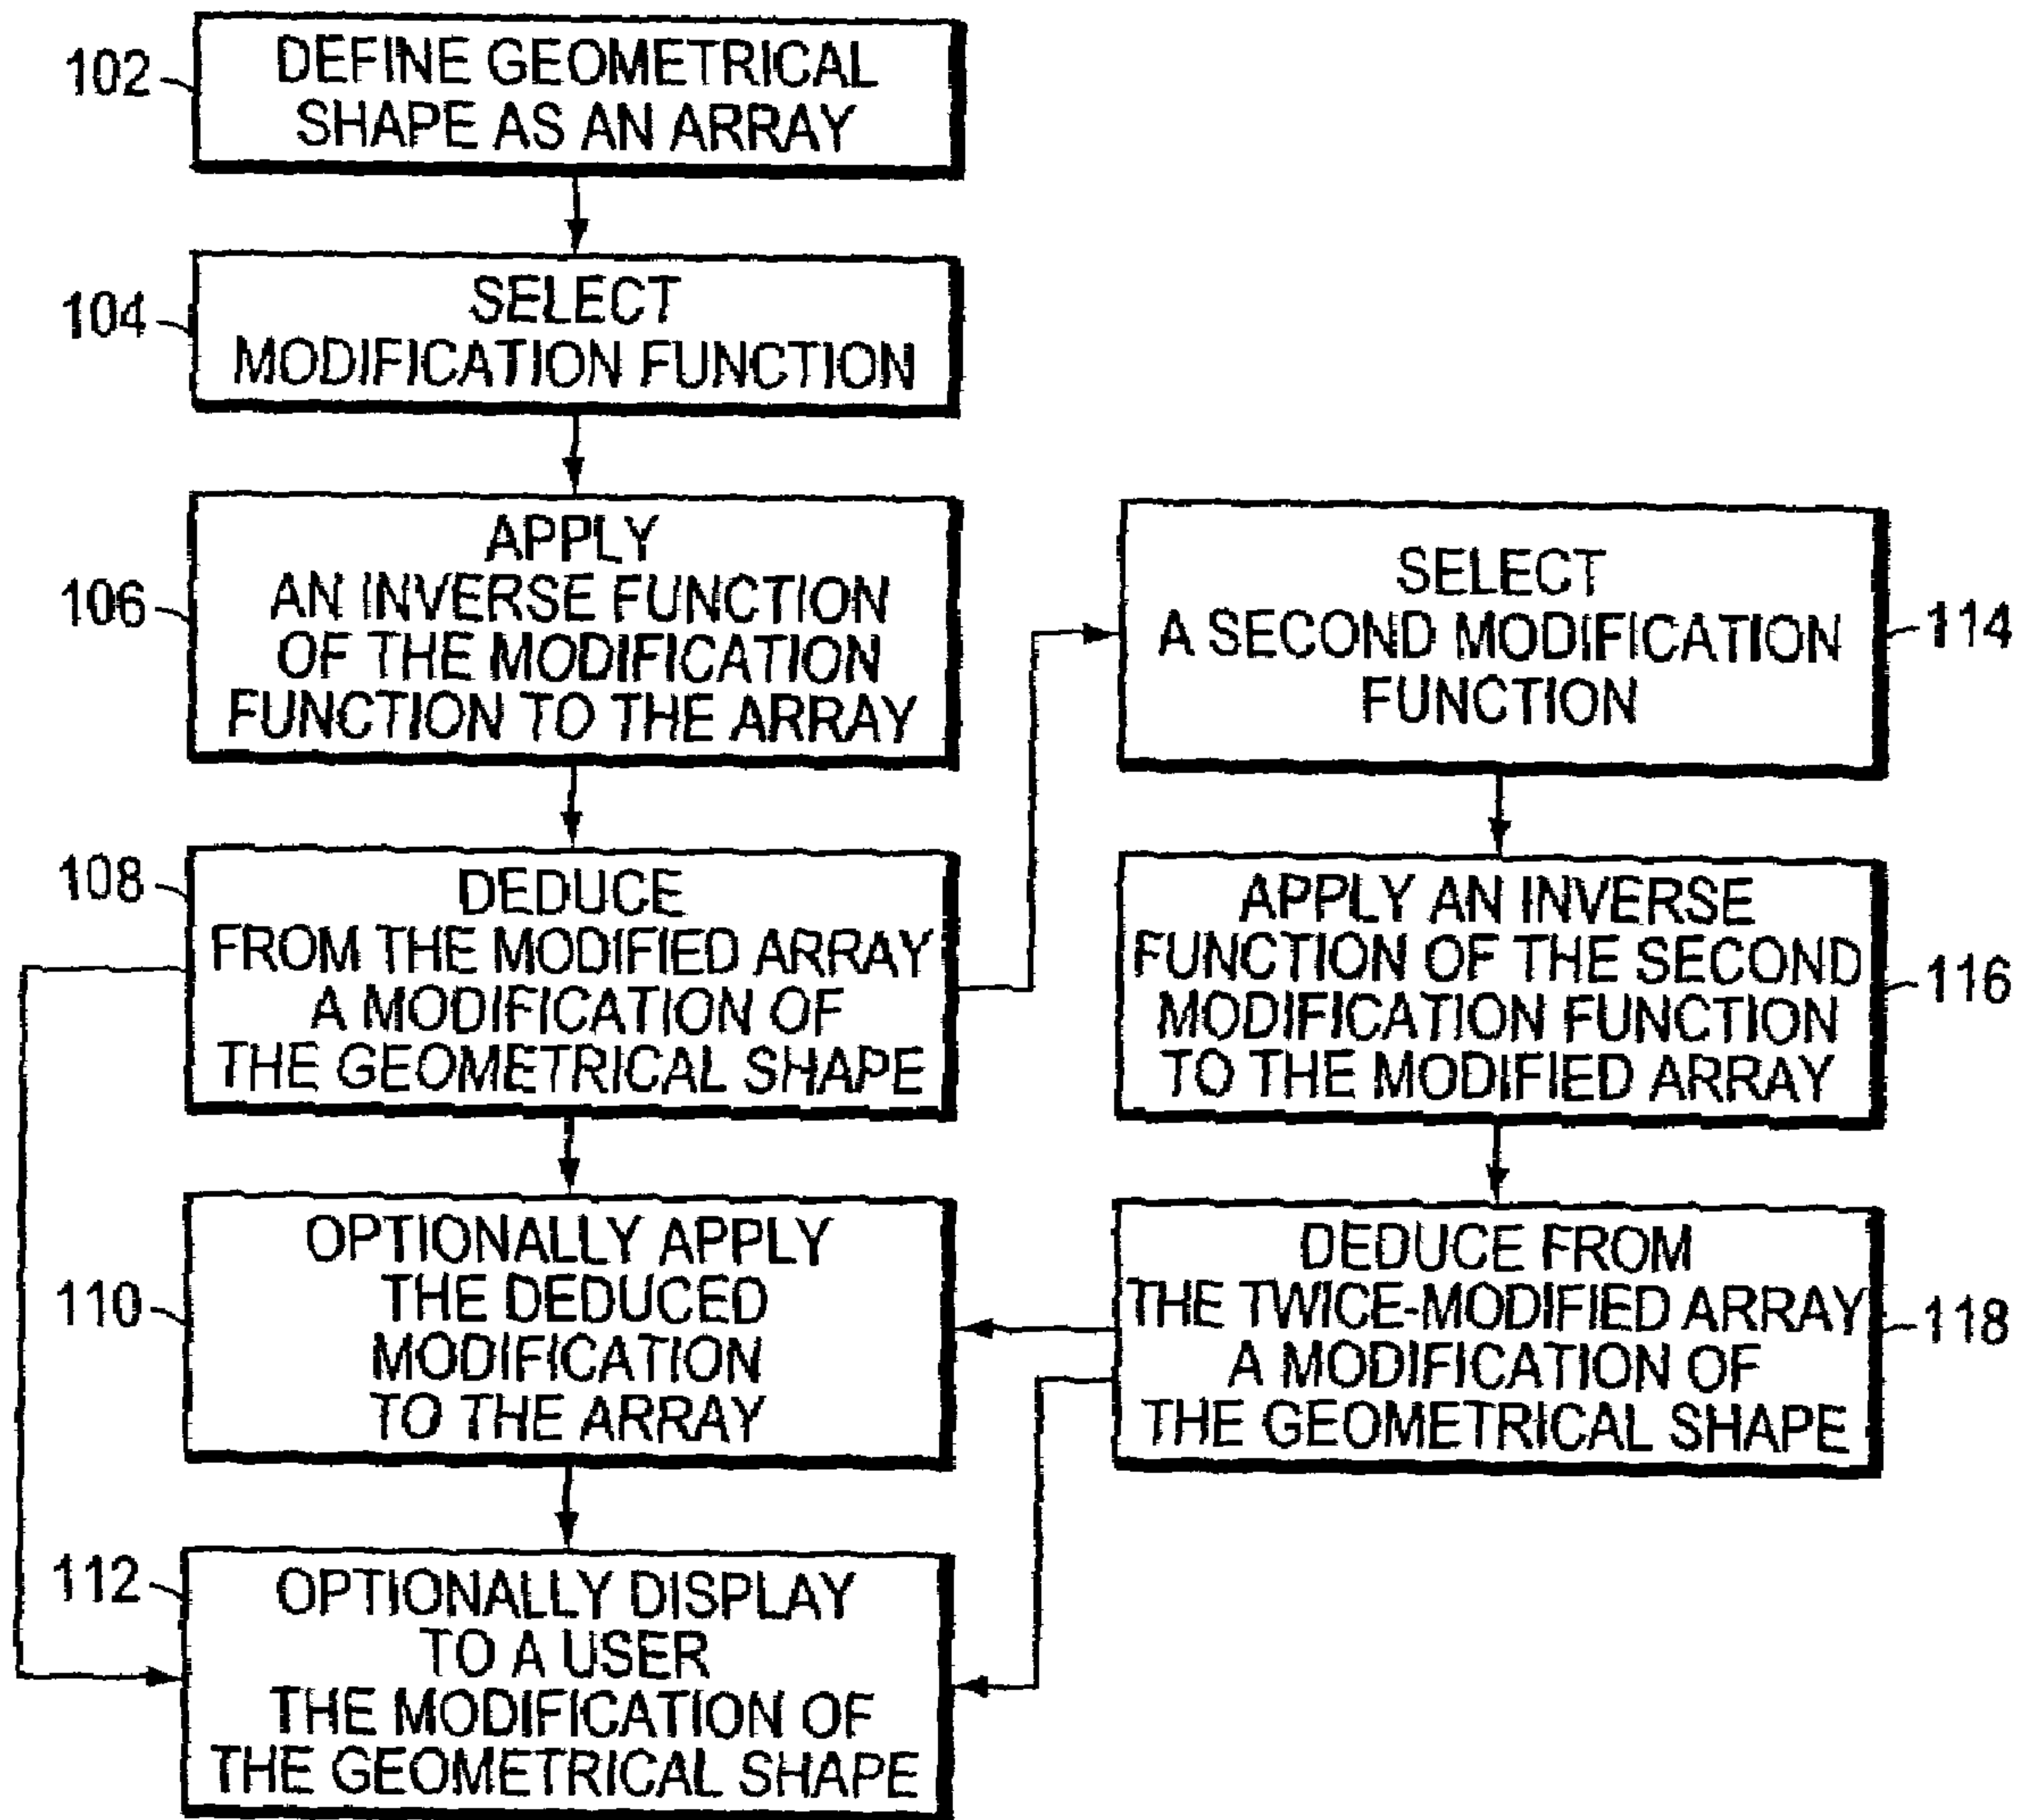 102
DEFINE GEOMETRICAL
SHAPE AS AN ARRAY
104
SELECT
MODIFICATION FUNCTION
106
APPLY
AN INVERSE FUNCTION
OF THE MODIFICATION
FUNCTION TO THE ARRAY
108
DEDUCE
FROM THE MODIFIED ARRAY
A MODIFICATION OF
THE GEOMETRICAL SHAPE
110
OPTIONALLY APPLY
THE DEDUCED
MODIFICATION
TO THE ARRAY
112
OPTIONALLY DISPLAY
TO A USER
THE MODIFICATION OF
THE GEOMETRICAL SHAPE
SELECT
A SECOND MODIFICATION
FUNCTION
114
APPLY AN INVERSE
FUNCTION OF THE SECOND
MODIFICATION FUNCTION
TO THE MODIFIED ARRAY
116
DEDUCE FROM
THE TWICE-MODIFIED ARRAY
A MODIFICATION OF
THE GEOMETRICAL SHAPE
118